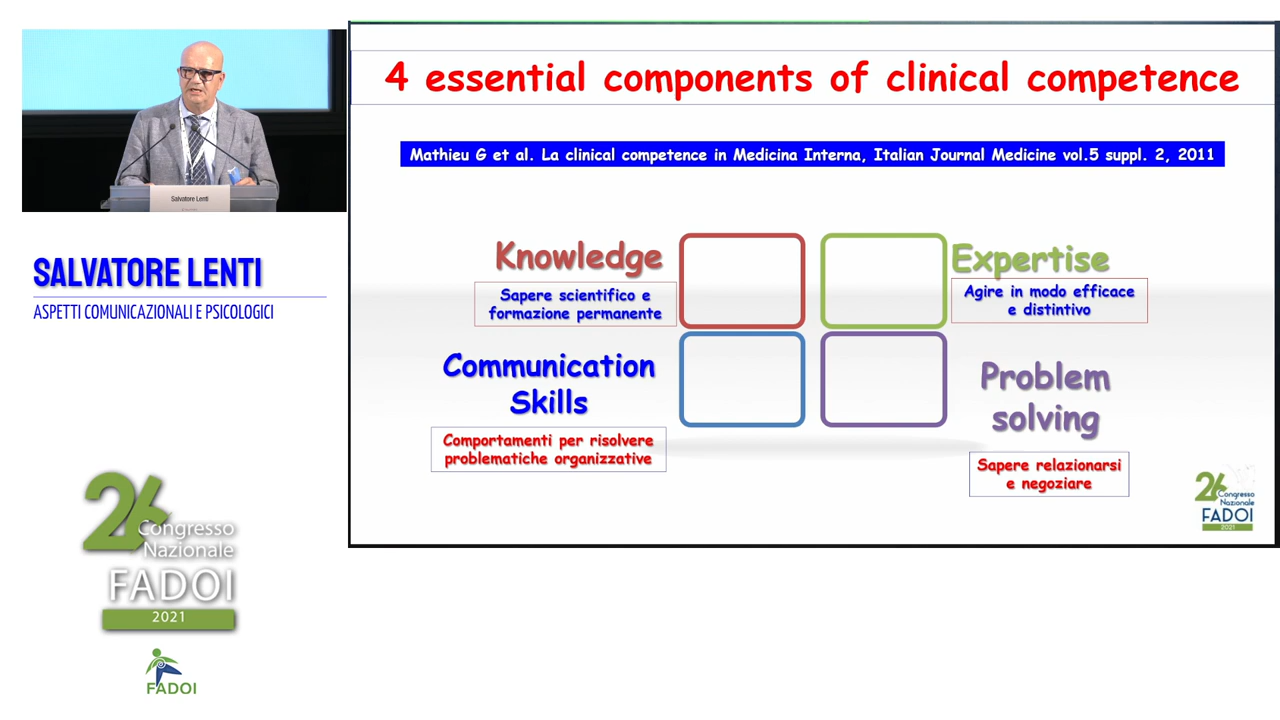 4 essential components of clinical competence
Mathieu G et al. La clinical competence in Medicina Interna, Italian Journal Medicine vol.5 suppl. 2, 2011
Knowledge
Sapere scientifico e
formazione permanente
Expertise
Agire in modo efficace
e distintivo
Communication
Skills
Comportamenti per risolvere
problematiche organizzative
Problem
solving
Sapere relazionarsi
e negoziare
26
Congresso
Nazionale
FADOI
2021
Salvatore Lenti
SALVATORE LENTI
ASPETTI COMUNICAZIONALI E PSICOLOGICI
26
Congresso
Nazionale
FADOI
2021
FADOI